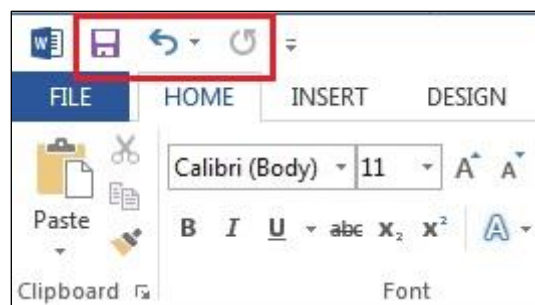 W
FILE HOME INSERT DESIGN
Calibri (Body) 11 A A
Paste B I U abc X₂ X² A
Clipboard Font